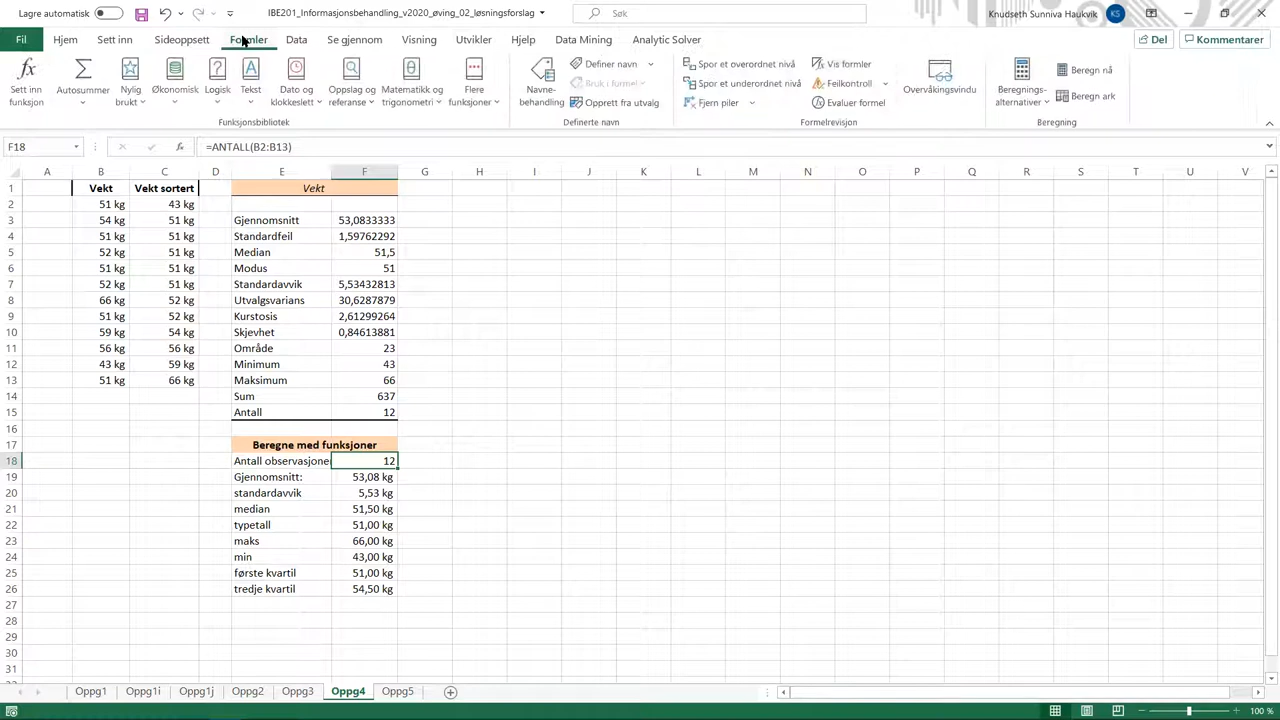 Lagre automatisk
IBE201_Informasjonsbehandling_v2020_øving_02_løsningsforslag
Søk
Knudseth Sunniva Haukvik KS
Fil Hjem Sett inn Sideoppsett Formler Data Se gjennom Visning Utvikler Hjelp Data Mining Analytic Solver Del Kommentarer
Sett inn funksjon
Autosummer
Nylig brukt
Økonomisk
Logisk
Tekst
Dato og klokkeslett
Oppslag og referanse
Matematikk og trigonometri
Flere funksjoner
Funksjonsbibliotek
Navne-behandling
Definer navn
Bruk i formel
Opprett fra utvalg
Definerte navn
Spor et overordnet nivå
Spor et underordnet nivå
Fjern piler
Vis formler
Feilkontroll
Evaluer formel
Formelrevisjon
Overvåkingsvindu
Beregnings-alternativer
Beregn nå
Beregn ark
Beregning
F18 fx =ANTALL(B2:B13)
A B C D E F G H I J K L M N O P Q R S T U V
1 Vekt Vekt sortert Vekt
2 51 kg 43 kg
3 54 kg 51 kg Gjennomsnitt 53,0833333
4 51 kg 51 kg Standardfeil 1,59762292
5 52 kg 51 kg Median 51,5
6 51 kg 51 kg Modus 51
7 52 kg 51 kg Standardavvik 5,53432813
8 66 kg 52 kg Utvalgsvarians 30,6287879
9 51 kg 52 kg Kurstosis 2,61299264
10 59 kg 54 kg Skjevhet 0,84613881
11 56 kg 56 kg Område 23
12 43 kg 59 kg Minimum 43
13 51 kg 66 kg Maksimum 66
14 Sum 637
15 Antall 12
16
17 Beregne med funksjoner
18 Antall observasjoner 12
19 Gjennomsnitt: 53,08 kg
20 standardavvik 5,53 kg
21 median 51,50 kg
22 typetall 51,00 kg
23 maks 66,00 kg
24 min 43,00 kg
25 første kvartil 51,00 kg
26 tredje kvartil 54,50 kg
27
28
29
30
31
Oppg1 Oppg1i Oppg1j Oppg2 Oppg3 Oppg4 Oppg5
100 %